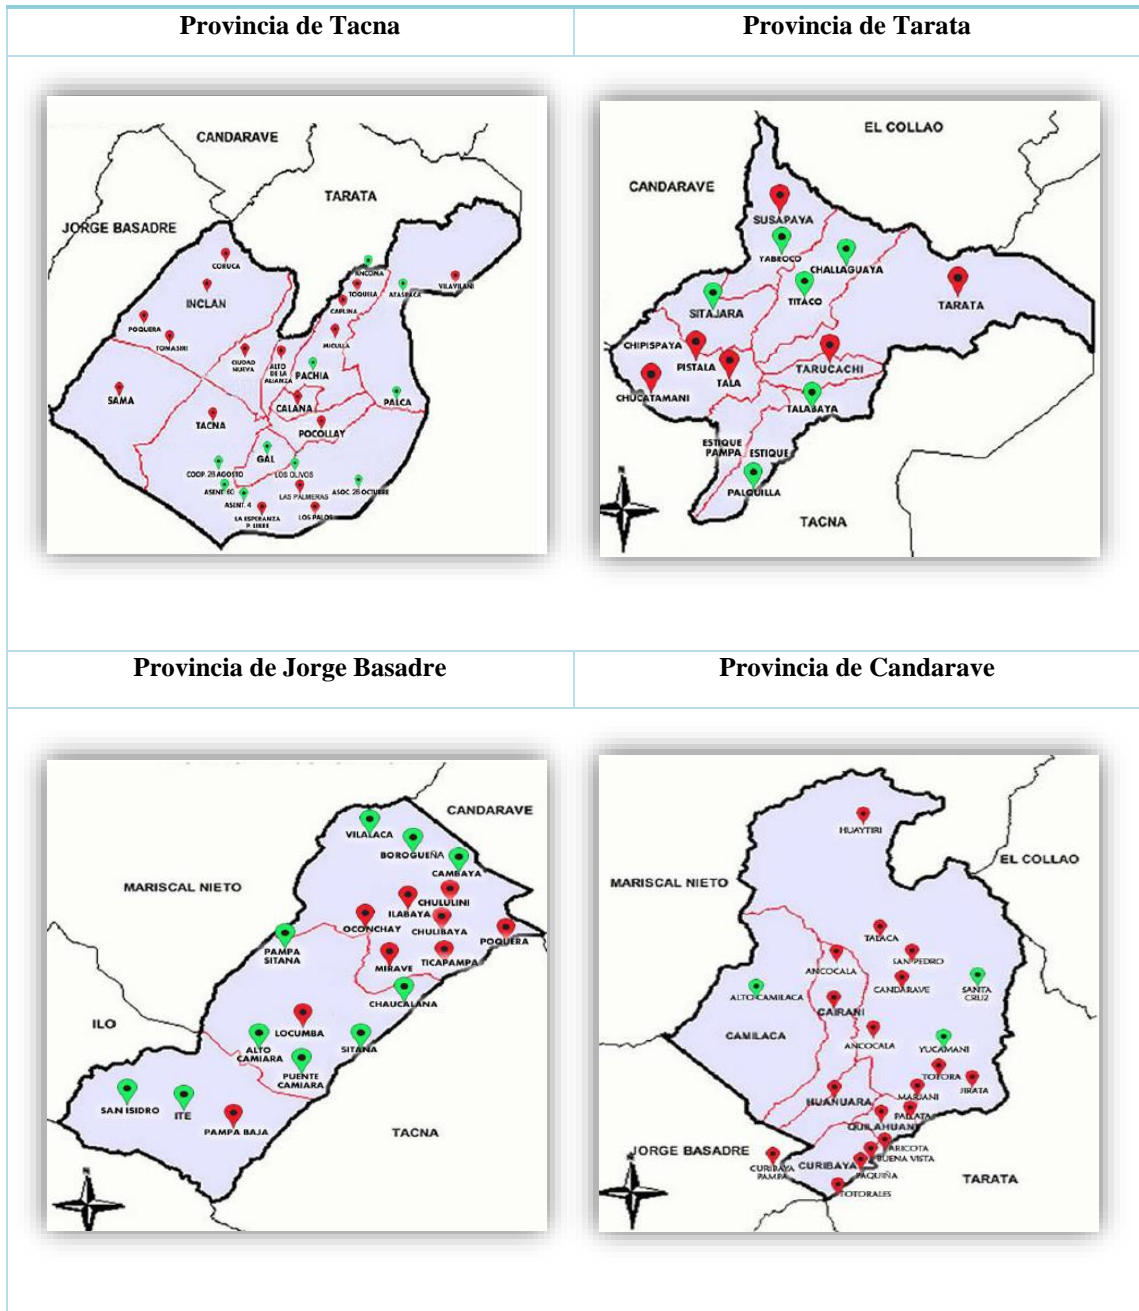 Provincia de Tacna
Provincia de Tarata
CANDARAVE
TARATA
JORGE BASADRE
CORUCA
ANCONA
INCLAN
TOQUELA
ATASPACA
VILAVILANI
CAPLINA
POQUERA
TOMASIRI
MICULLA
CIUDAD
NUEVA
ALTO
DE LA
ALIANZA
PACHIA
SAMA
CALANA
PALCA
TACNA
POCOLLAY
GAL
COOP. 28 AGOSTO
LOS OLIVOS
ASENT. 60
ASENT. 4
LAS PALMERAS
ASOC. 28 OCTUBRE
LA ESPERANZA
P. LIBRE
LOS PALOS
EL COLLAO
CANDARAVE
SUSAPAYA
YABROCO
CHALLAGUAYA
TITACO
SITAJARA
TARATA
CHIPISPAYA
PISTALA
TALA
TARUCACHI
CHUCATAMANI
TALABAYA
ESTIQUE
PAMPA
ESTIQUE
PALQUILLA
N
TACNA
Provincia de Jorge Basadre
Provincia de Candarave
CANDARAVE
VILALACA
BOROGUEÑA
CAMBAYA
MARISCAL NIETO
CHULULINI
ILABAYA
OCONCHAY
CHULIBAYA
POQUERA
PAMPA
SITANA
MIRAVE
TICAPAMPA
CHAUCALANA
ILO
LOCUMBA
ALTO
CAMIARA
SITANA
PUENTE
CAMIARA
SAN ISIDRO
ITE
PAMPA BAJA
TACNA
N
HUAYTIRI
EL COLLAO
MARISCAL NIETO
TALACA
SAN PEDRO
ANCOCALA
CANDARAVE
SANTA
CRUZ
ALTO CAMILACA
CAIRANI
CAMILACA
ANCOCALA
YUCAMANI
TOTORA
JIRATA
HUANUARA
MARJANI
PALLATA
QUILAHUANI
ARICOTA
JORGE BASADRE
BUENA VISTA
CURIBAYA
PAMPA
CURIBAYA
PAQUIÑA
TARATA
TOTORALES
N